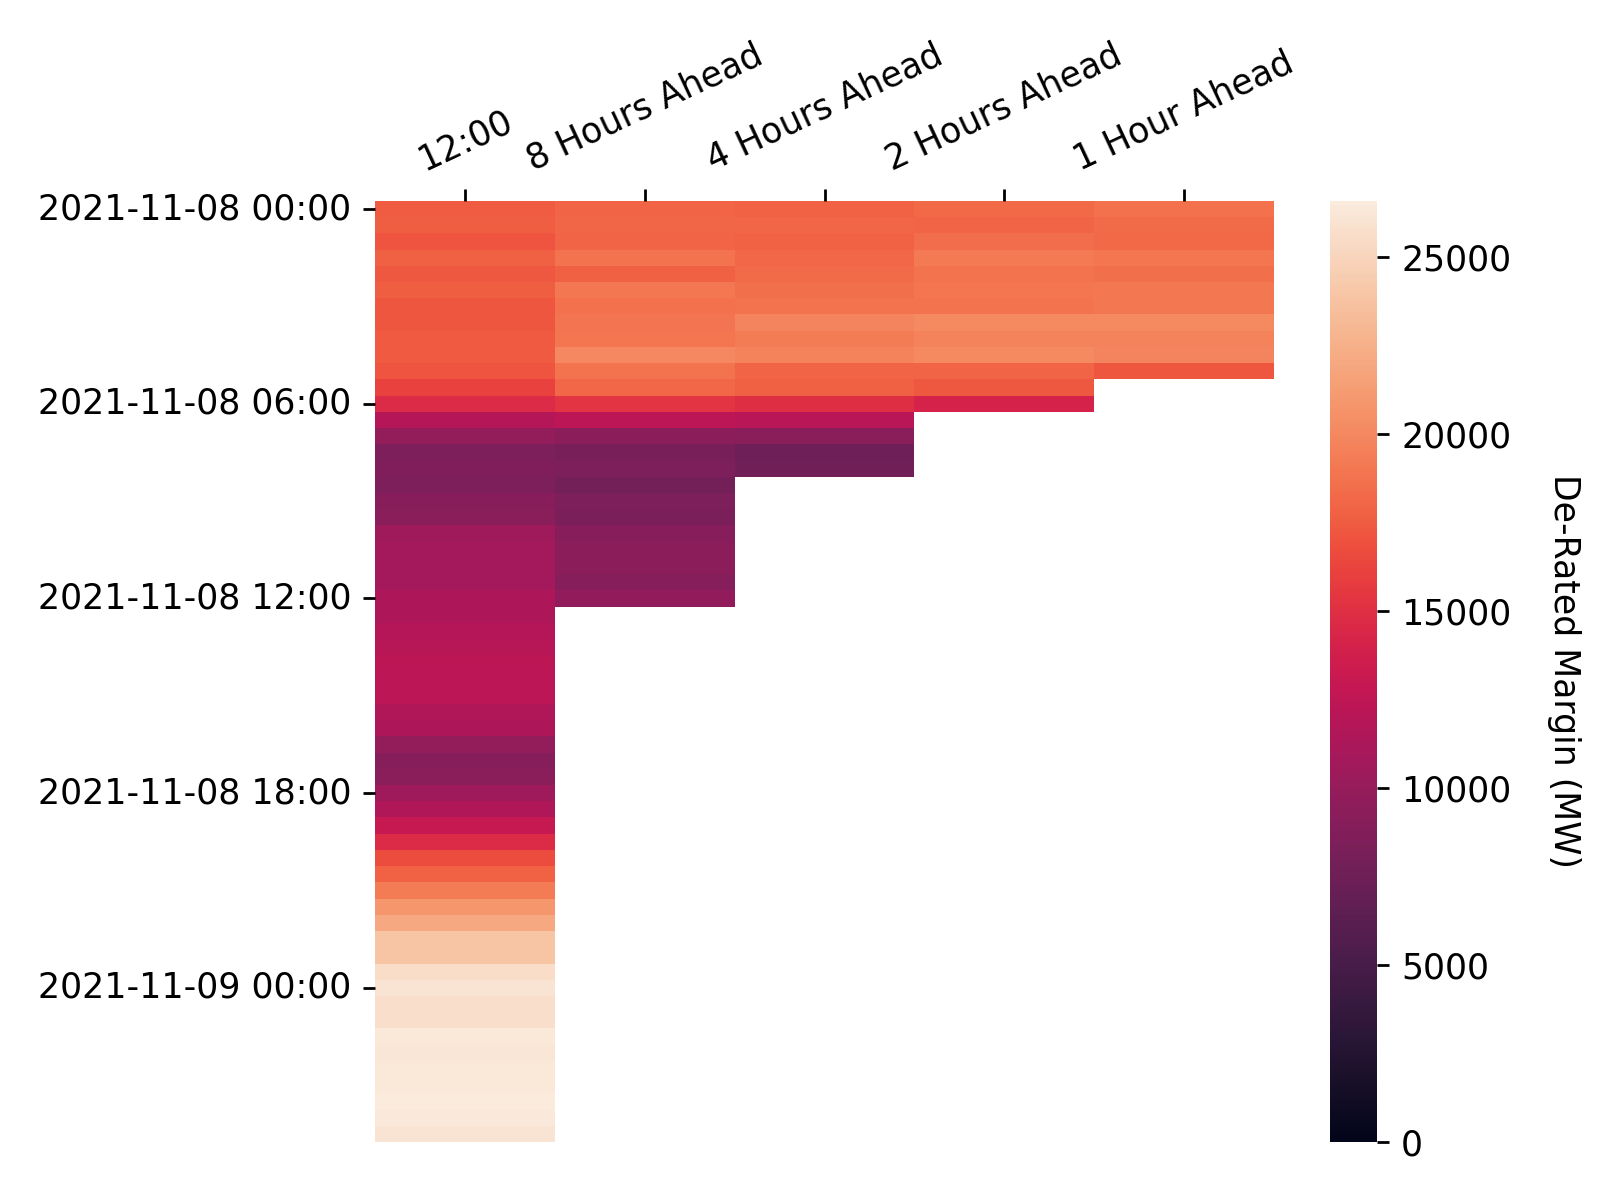 12:00
8 Hours Ahead
4 Hours Ahead
2 Hours Ahead
1 Hour Ahead
2021-11-08 00:00
2021-11-08 06:00
2021-11-08 12:00
2021-11-08 18:00
2021-11-09 00:00
25000
20000
15000
10000
5000
0
De-Rated Margin (MW)